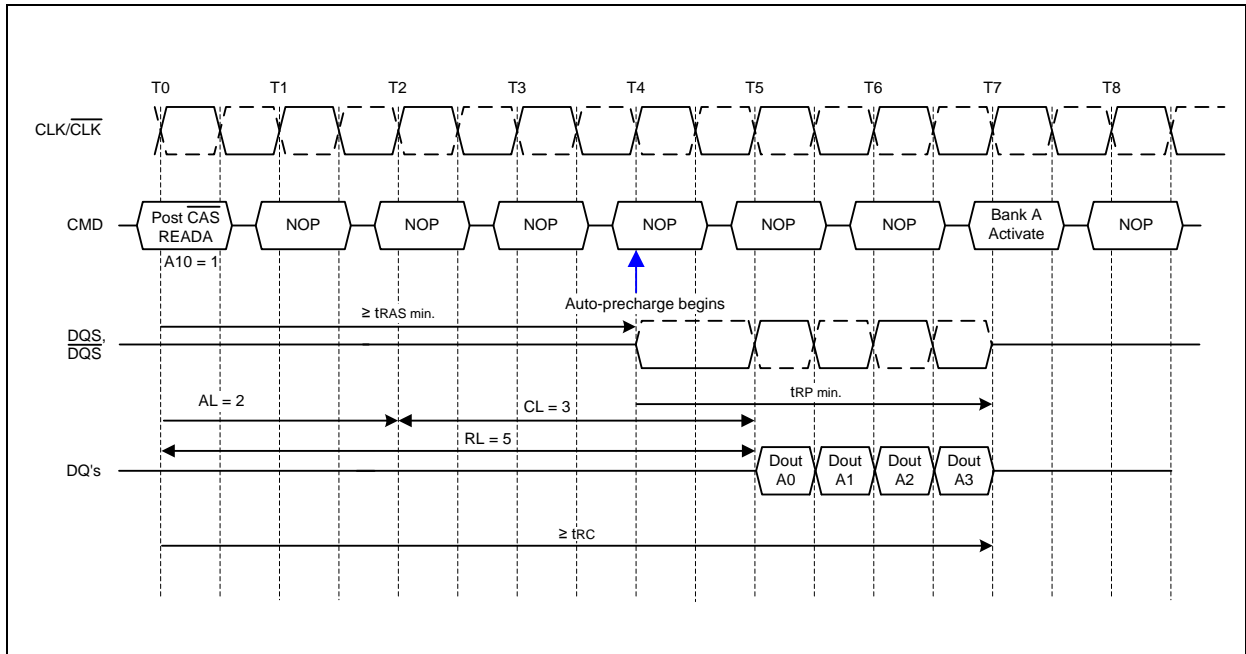 T0 T1 T2 T3 T4 T5 T6 T7 T8
CLK/CLK
CMD
Post CAS
READA
NOP NOP NOP NOP NOP NOP
Bank A
Activate
NOP
A10 = 1
Auto-precharge begins
≥ tRAS min.
DQS,
DQS
tRP min.
AL = 2
CL = 3
RL = 5
DQ's
Dout
A0
Dout
A1
Dout
A2
Dout
A3
≥ tRC